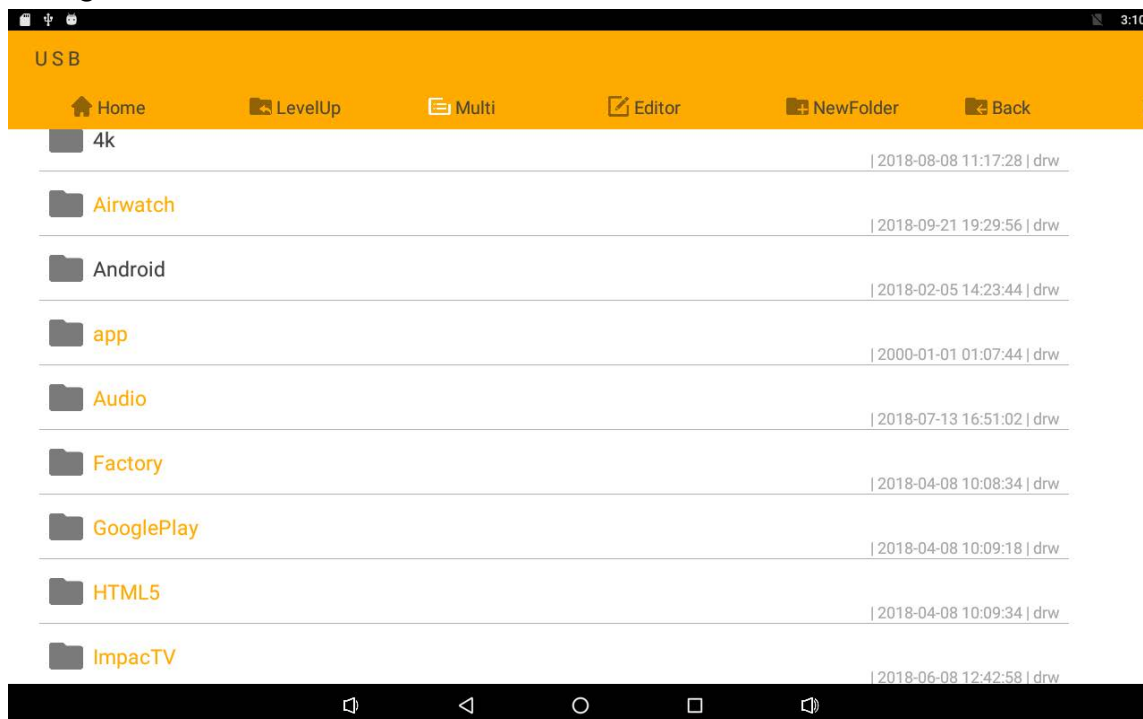 3:10
USB
Home LevelUp Multi Editor NewFolder Back
4k
| 2018-08-08 11:17:28 | drw
Airwatch
| 2018-09-21 19:29:56 | drw
Android
| 2018-02-05 14:23:44 | drw
app
| 2000-01-01 01:07:44 | drw
Audio
| 2018-07-13 16:51:02 | drw
Factory
| 2018-04-08 10:08:34 | drw
GooglePlay
| 2018-04-08 10:09:18 | drw
HTML5
| 2018-04-08 10:09:34 | drw
ImpacTV
| 2018-06-08 12:42:58 | drw